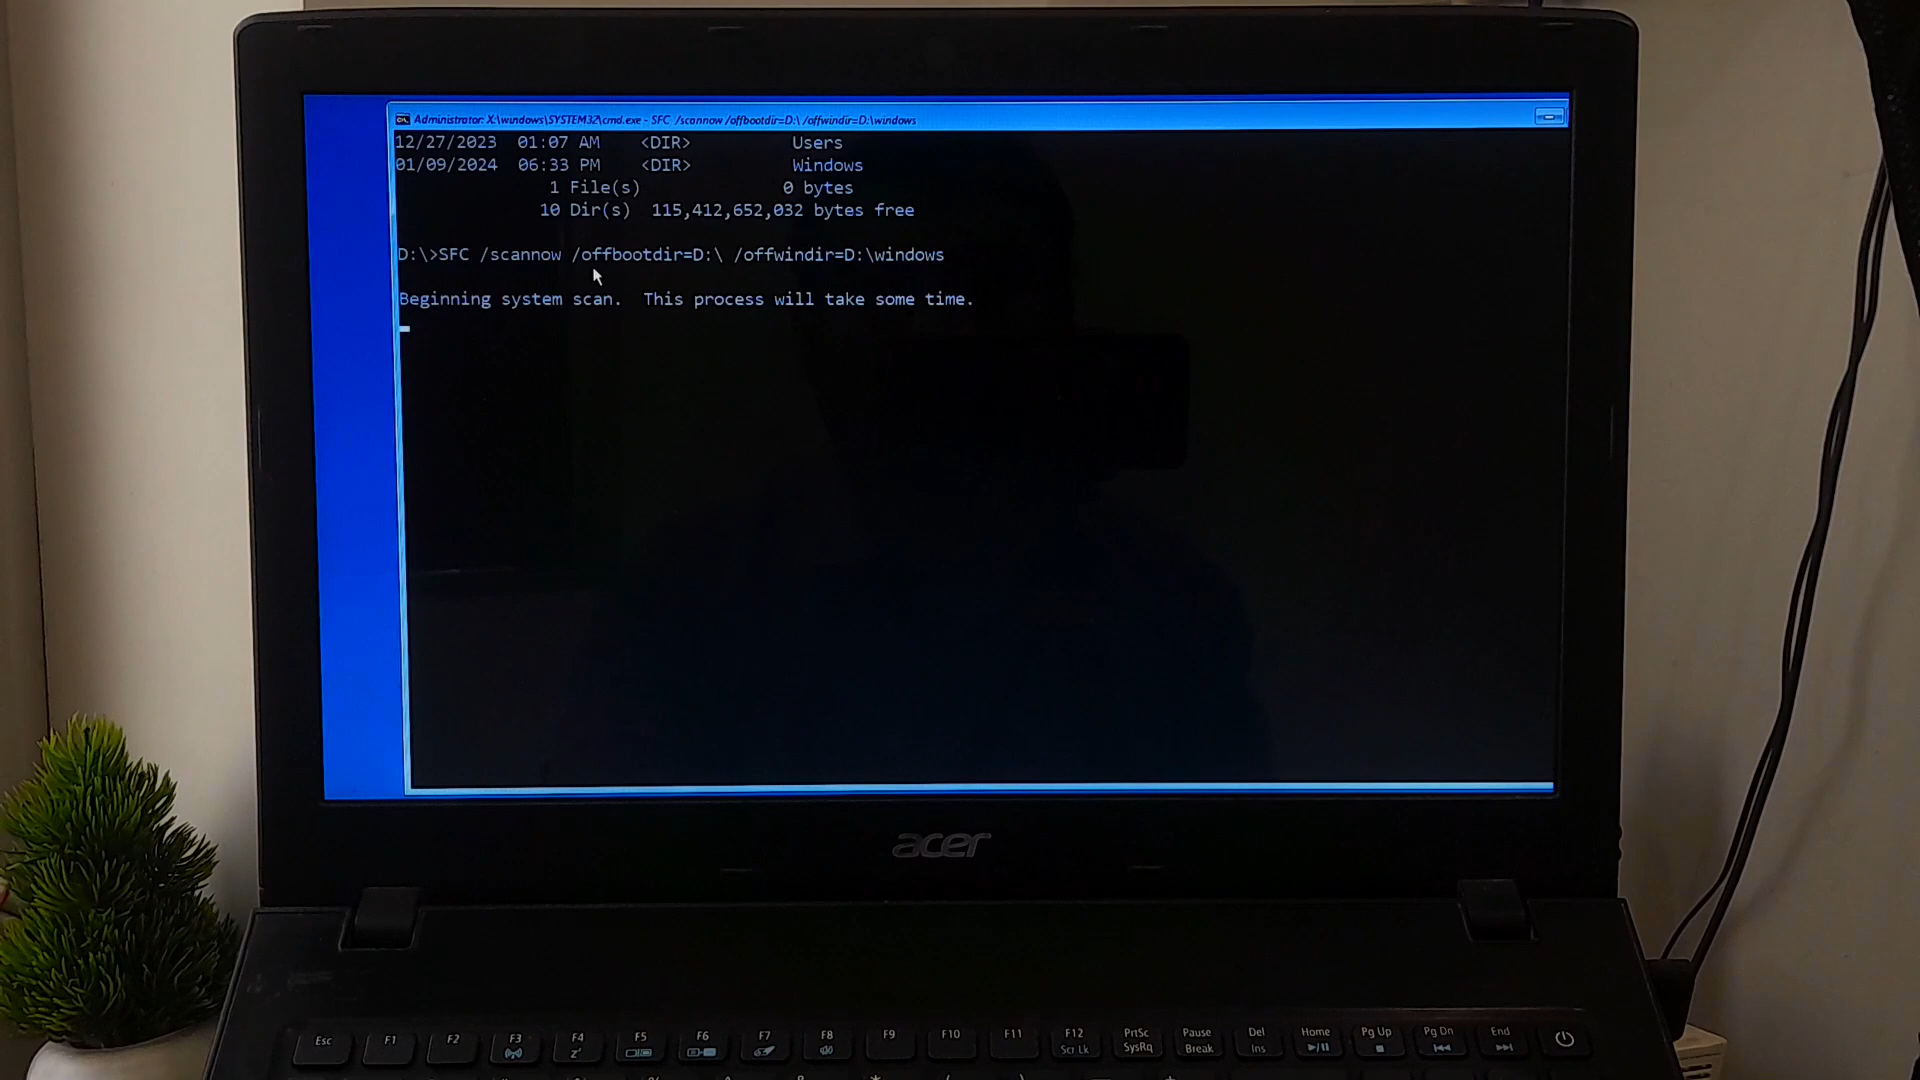 Administrator: X:\windows\SYSTEM32\cmd.exe - SFC /scannow /offbootdir=D:\ /offwindir=D:\windows
12/27/2023 01:07 AM <DIR> Users
01/09/2024 06:33 PM <DIR> Windows
1 File(s) 0 bytes
10 Dir(s) 115,412,652,032 bytes free
D:\>SFC /scannow /offbootdir=D:\ /offwindir=D:\windows
Beginning system scan. This process will take some time.
acer
Esc F1 F2 F3 F4 F5 F6 F7 F8 F9 F10 F11 F12 PrtSc Pause Del Home Pg Up Pg Dn End
Scr Lk SysRq Break Ins